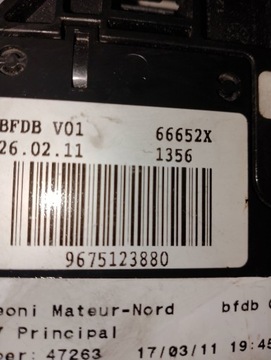 BFDB V01 66652X
26.02.11 1356
9675123880
eoni Mateur-Nord bfdb
Principal
er: 47263 17/03/11 19:45